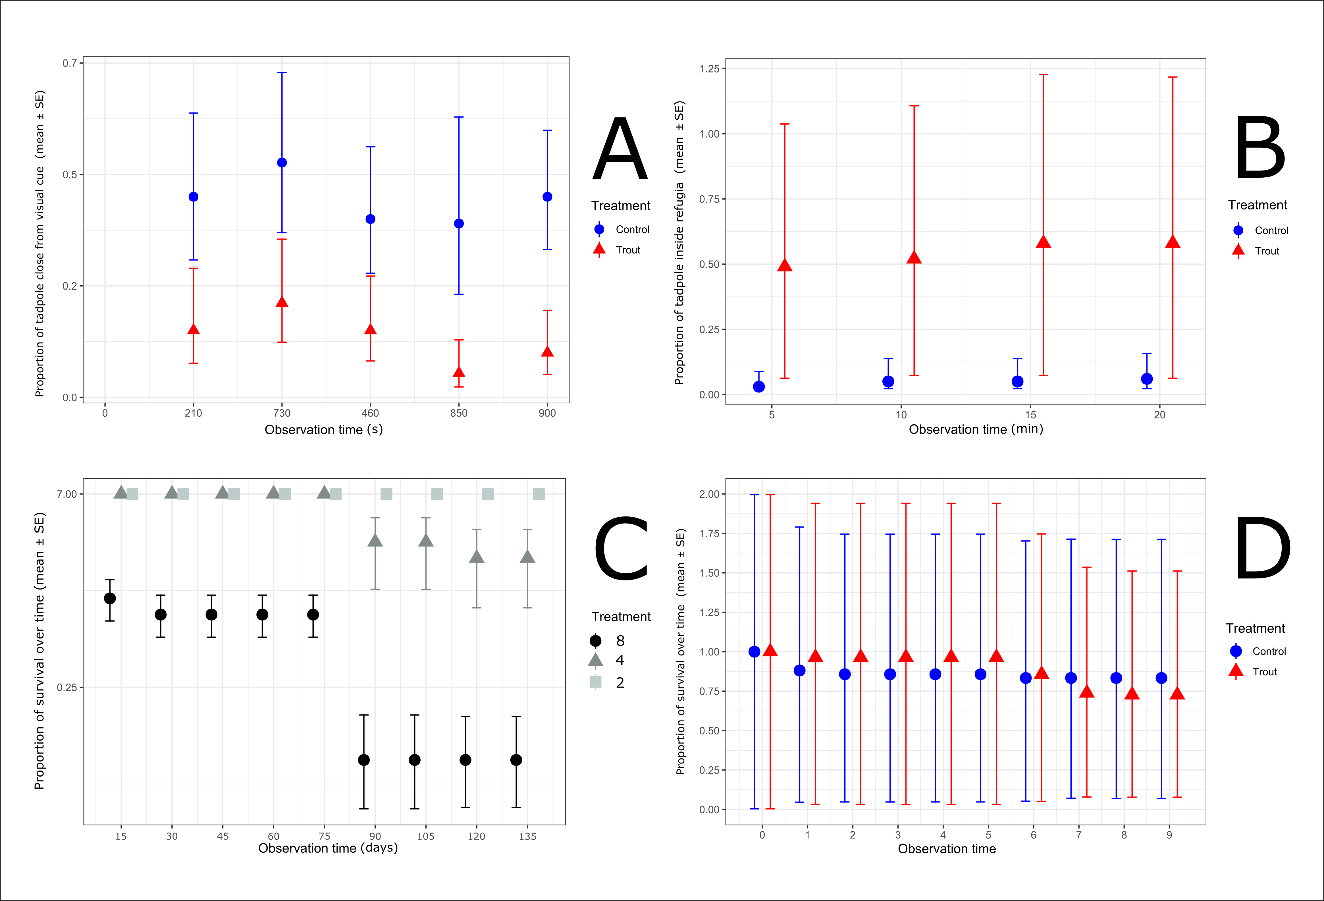 Proportion of tadpole close from visual cue (mean ± SE)
0.7
0.5
0.2
0.0
0 210 730 460 850 900
Observation time (s)
A
Treatment
Control
Trout
Proportion of tadpole inside refugia (mean ± SE)
1.25
1.00
0.75
0.50
0.25
0.00
5 10 15 20
Observation time (min)
B
Treatment
Control
Trout
Proportion of survival over time (mean ± SE)
7.00
0.25
15 30 45 60 75 90 105 120 135
Observation time (days)
C
Treatment
8
4
2
Proportion of survival over time (mean ± SE)
2.00
1.75
1.50
1.25
1.00
0.75
0.50
0.25
0.00
0 1 2 3 4 5 6 7 8 9
Observation time
D
Treatment
Control
Trout